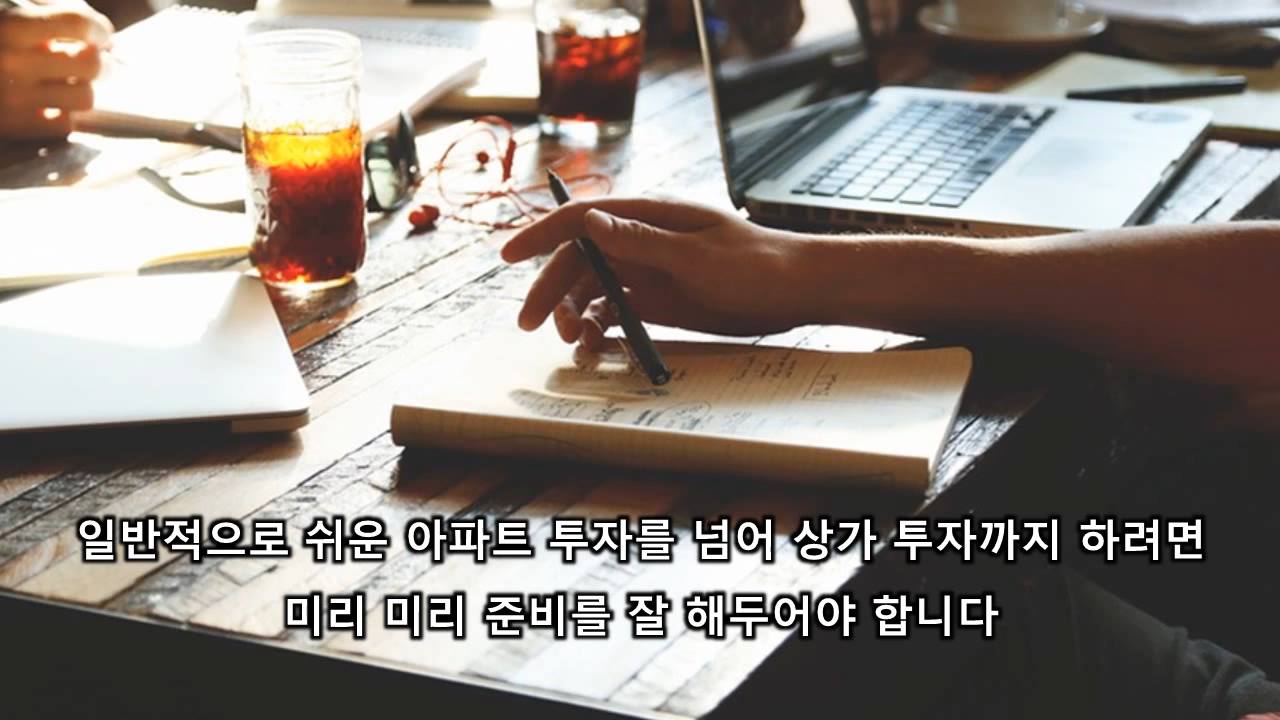 일반적으로 쉬운 아파트 투자를 넘어 상가 투자까지 하려면
미리 미리 준비를 잘 해두어야 합니다